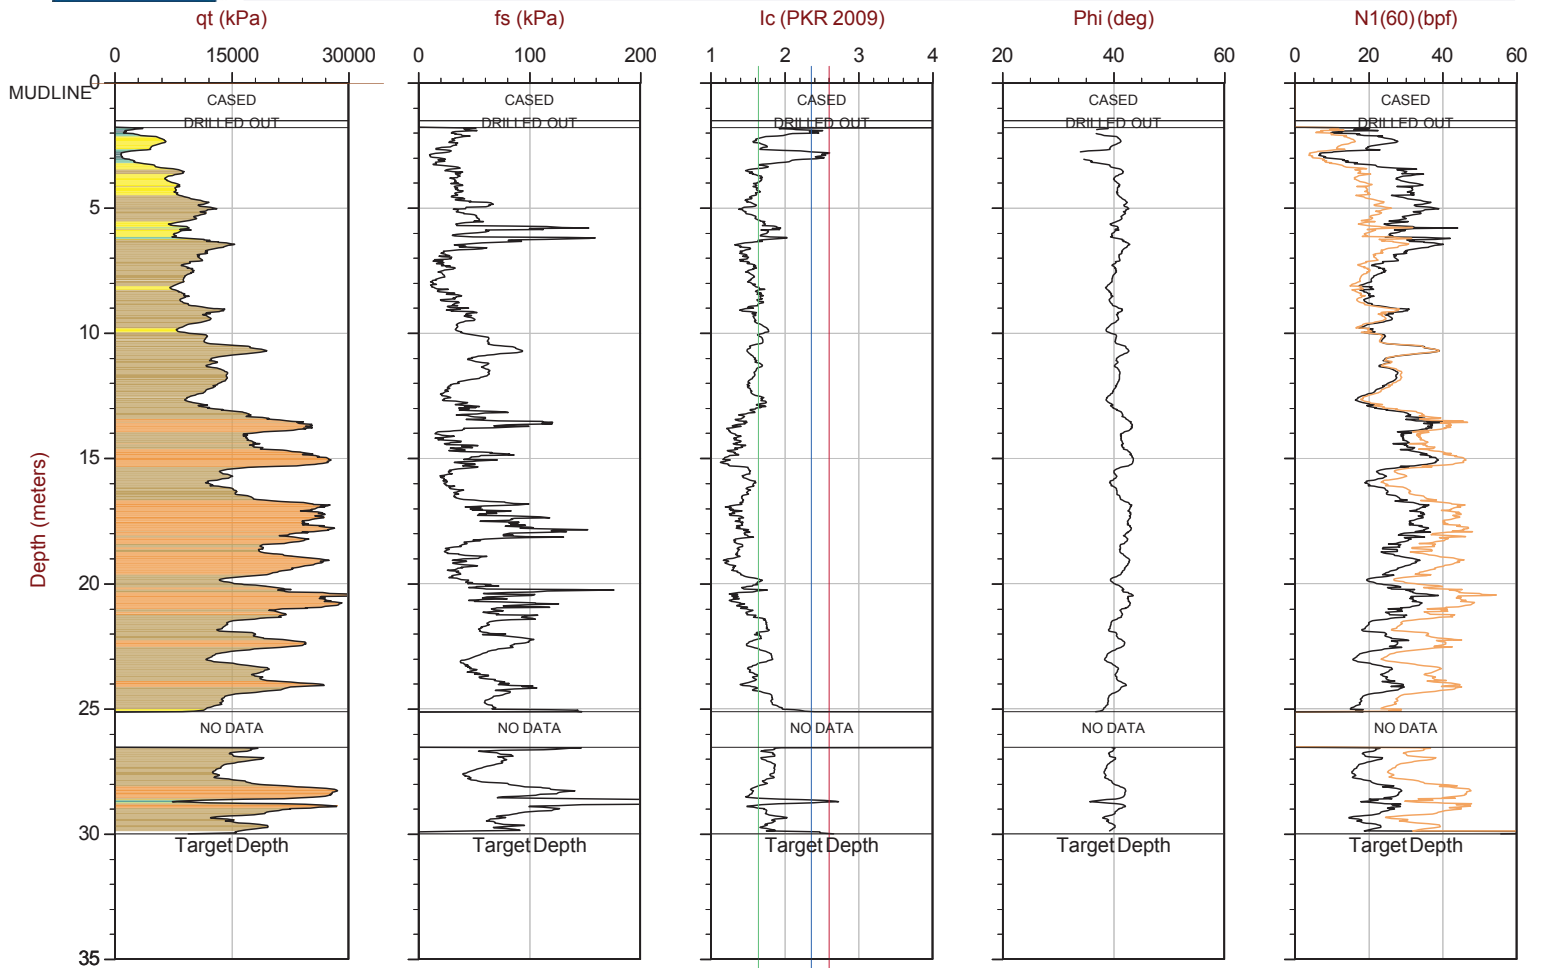 qt (kPa) fs (kPa) Ic (PKR 2009) Phi (deg) N1(60) (bpf)
0 15000 30000 0 100 200 1 2 3 4 20 40 60 0 20 40 60
0
MUDLINE
CASED CASED CASED CASED CASED
DRILLED OUT DRILLED OUT DRILLED OUT DRILLED OUT DRILLED OUT
5
10
15
Depth (meters)
20
25
NO DATA NO DATA NO DATA NO DATA NO DATA
30
Target Depth Target Depth Target Depth Target Depth Target Depth
35